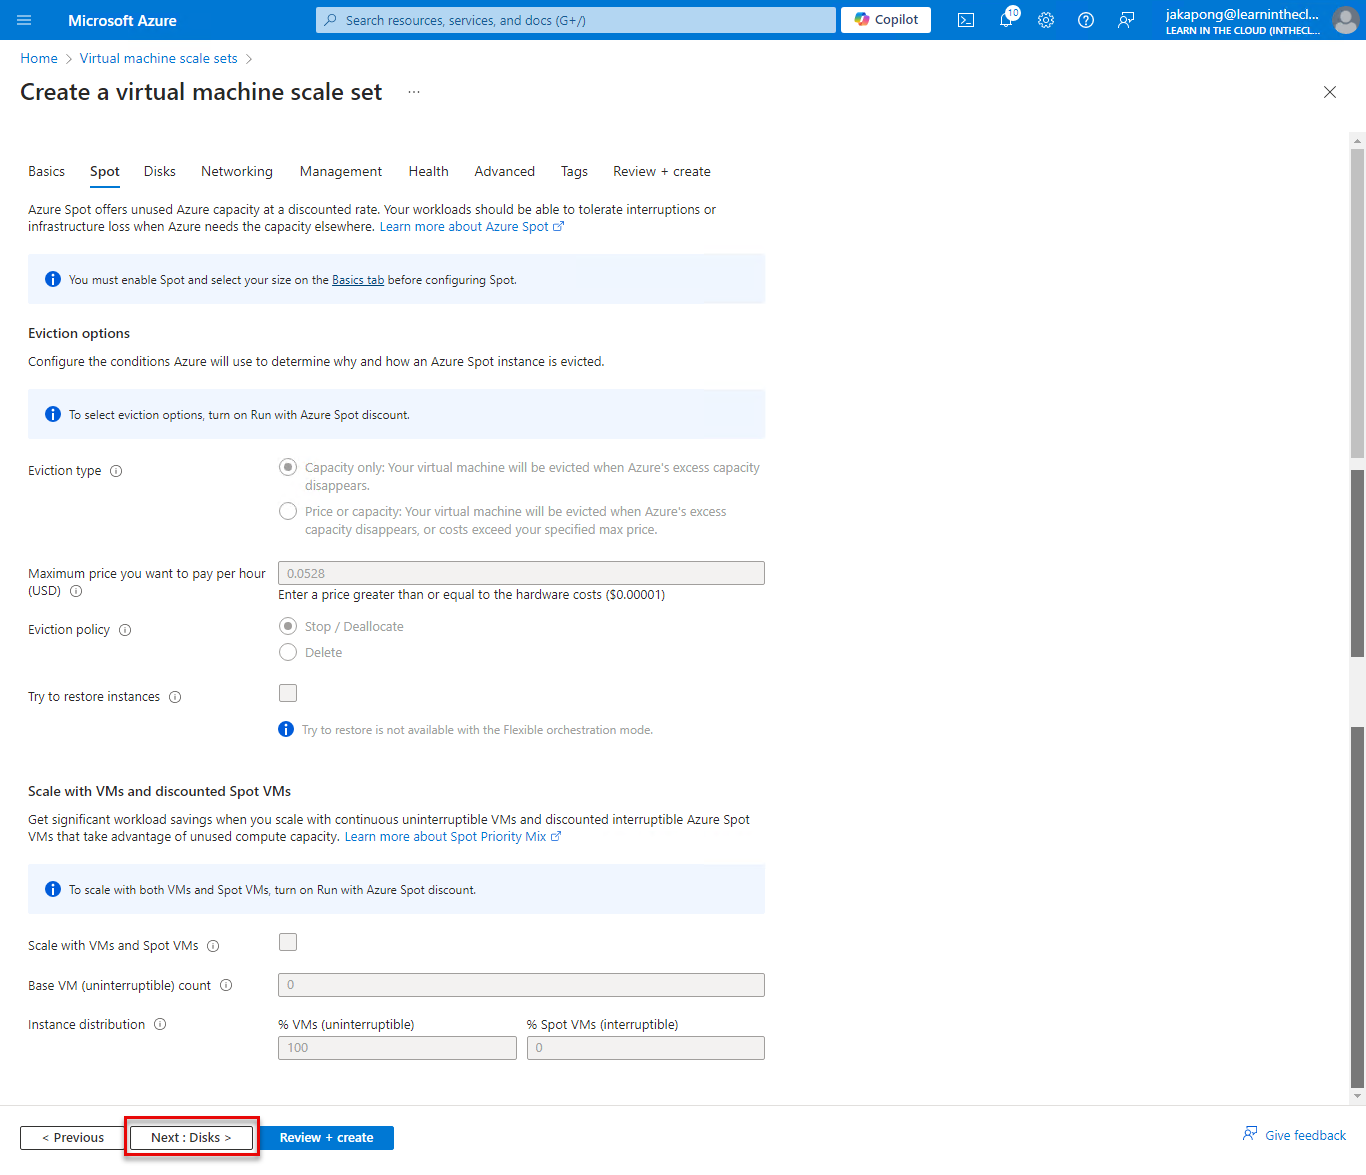 Microsoft Azure
Search resources, services, and docs (G+/)
Copilot
10
jakapong@learninthecl...
LEARN IN THE CLOUD (INTHECL...
Home > Virtual machine scale sets >
Create a virtual machine scale set ...
Basics Spot Disks Networking Management Health Advanced Tags Review + create
Azure Spot offers unused Azure capacity at a discounted rate. Your workloads should be able to tolerate interruptions or
infrastructure loss when Azure needs the capacity elsewhere. Learn more about Azure Spot
You must enable Spot and select your size on the Basics tab before configuring Spot.
Eviction options
Configure the conditions Azure will use to determine why and how an Azure Spot instance is evicted.
To select eviction options, turn on Run with Azure Spot discount.
Eviction type
Capacity only: Your virtual machine will be evicted when Azure's excess capacity
disappears.
Price or capacity: Your virtual machine will be evicted when Azure's excess
capacity disappears, or costs exceed your specified max price.
Maximum price you want to pay per hour
(USD)
0.0528
Enter a price greater than or equal to the hardware costs ($0.00001)
Eviction policy
Stop / Deallocate
Delete
Try to restore instances
Try to restore is not available with the Flexible orchestration mode.
Scale with VMs and discounted Spot VMs
Get significant workload savings when you scale with continuous uninterruptible VMs and discounted interruptible Azure Spot
VMs that take advantage of unused compute capacity. Learn more about Spot Priority Mix
To scale with both VMs and Spot VMs, turn on Run with Azure Spot discount.
Scale with VMs and Spot VMs
Base VM (uninterruptible) count
0
Instance distribution
% VMs (uninterruptible)
% Spot VMs (interruptible)
100
0
< Previous
Next : Disks >
Review + create
Give feedback